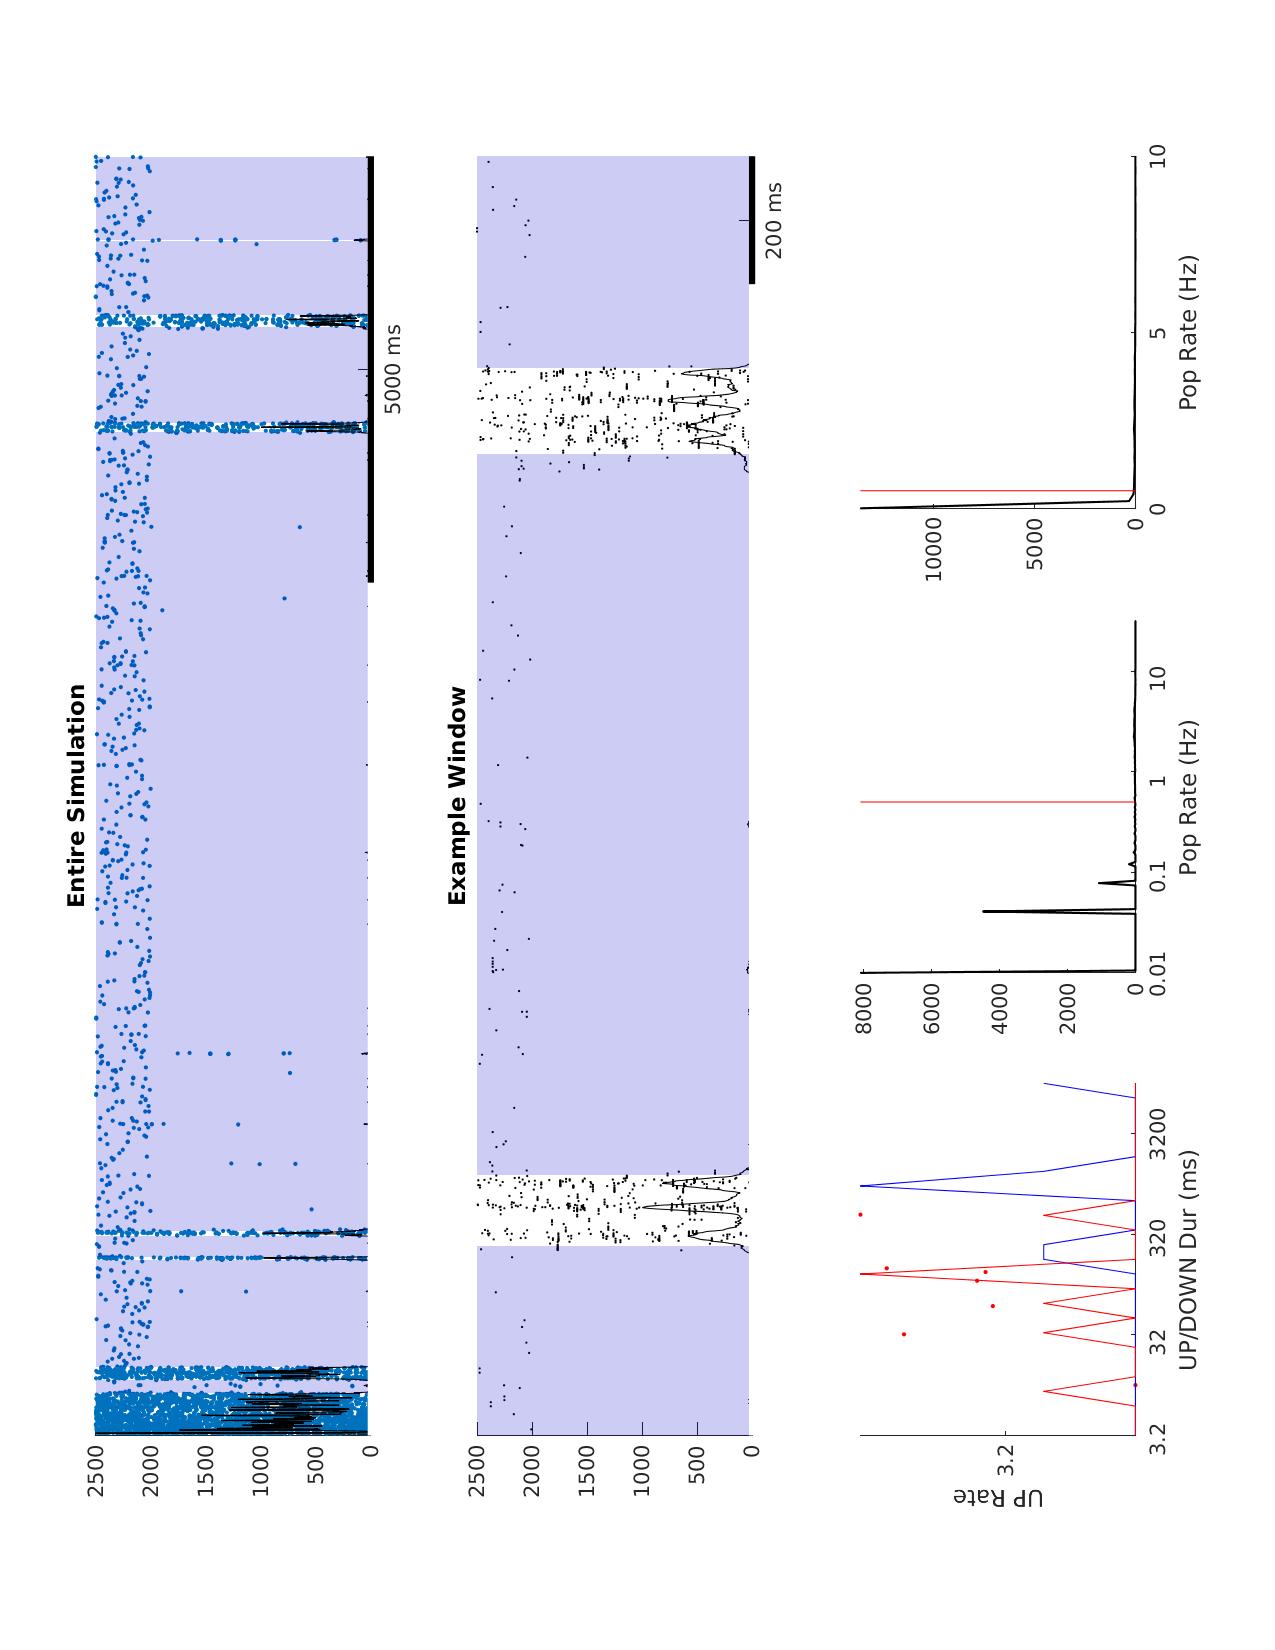 Entire Simulation
2500
2000
1500
1000
500
0
5000 ms
Example Window
2500
2000
1500
1000
500
0
200 ms
UP Rate
3.2
3.2 32 320 3200
UP/DOWN Dur (ms)
8000
6000
4000
2000
0
0.01 0.1 1 10
Pop Rate (Hz)
10000
5000
0
0 5 10
Pop Rate (Hz)